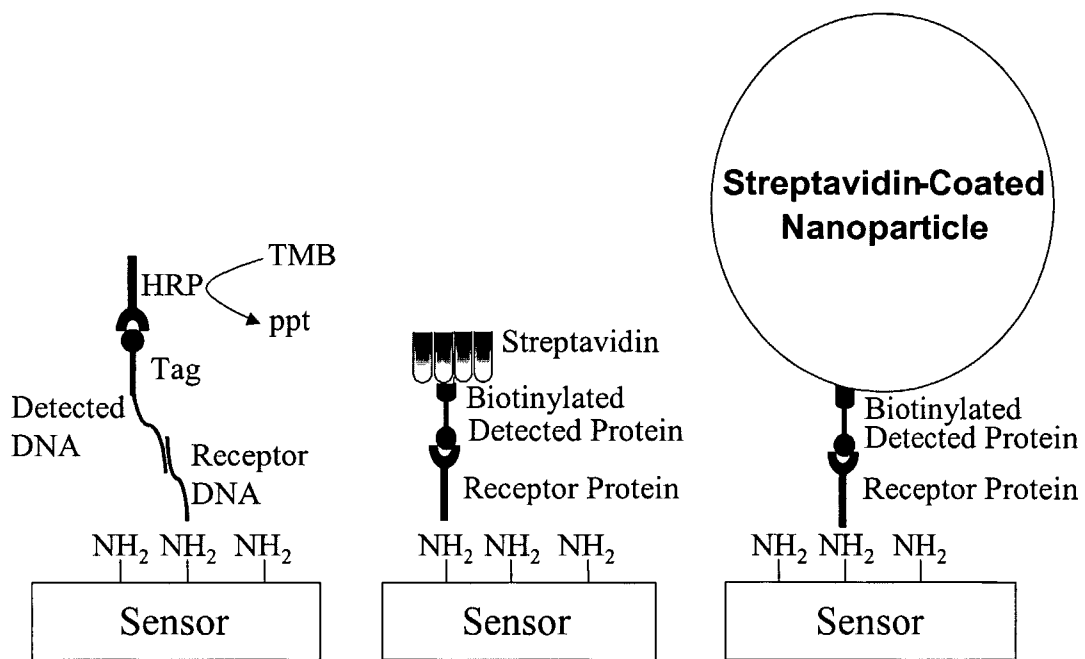 HRP
TMB
ppt
Tag
Detected
DNA
Receptor
DNA
NH2 NH2 NH2
Sensor
Streptavidin
Biotinylated
Detected Protein
Receptor Protein
NH2 NH2 NH2
Sensor
Streptavidin-Coated
Nanoparticle
Biotinylated
Detected Protein
Receptor Protein
NH2 NH2 NH2
Sensor